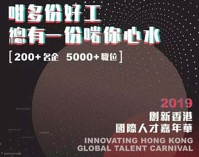 咁多份好工
總有一份啱你心水
[200+名企 5000+職位]
2019
創新香港
國際人才嘉年華
INNOVATING HONG KONG
GLOBAL TALENT CARNIVAL